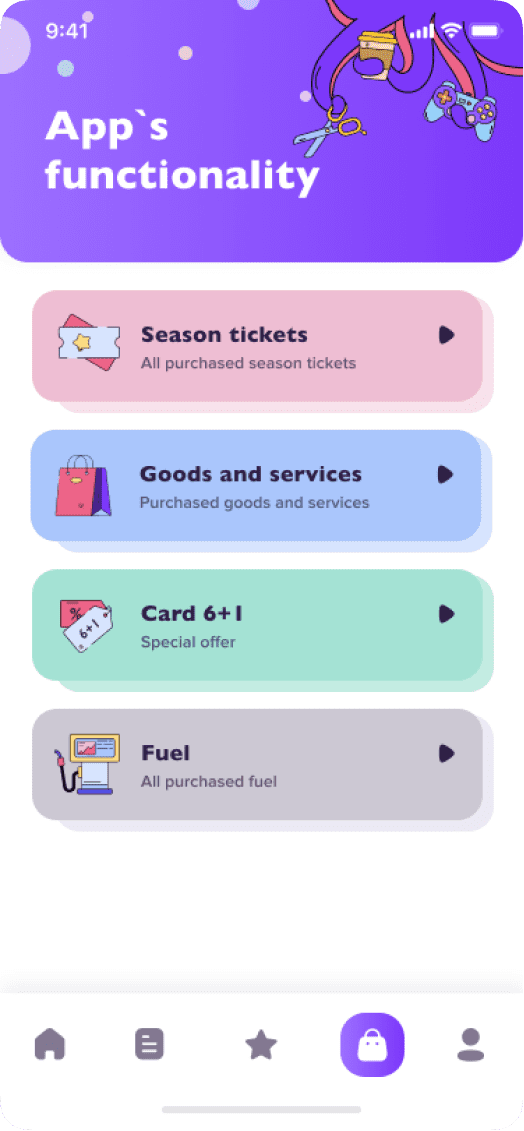 9:41
App`s
functionality
Season tickets
All purchased season tickets
Goods and services
Purchased goods and services
%
6+1
Card 6+1
Special offer
Fuel
All purchased fuel